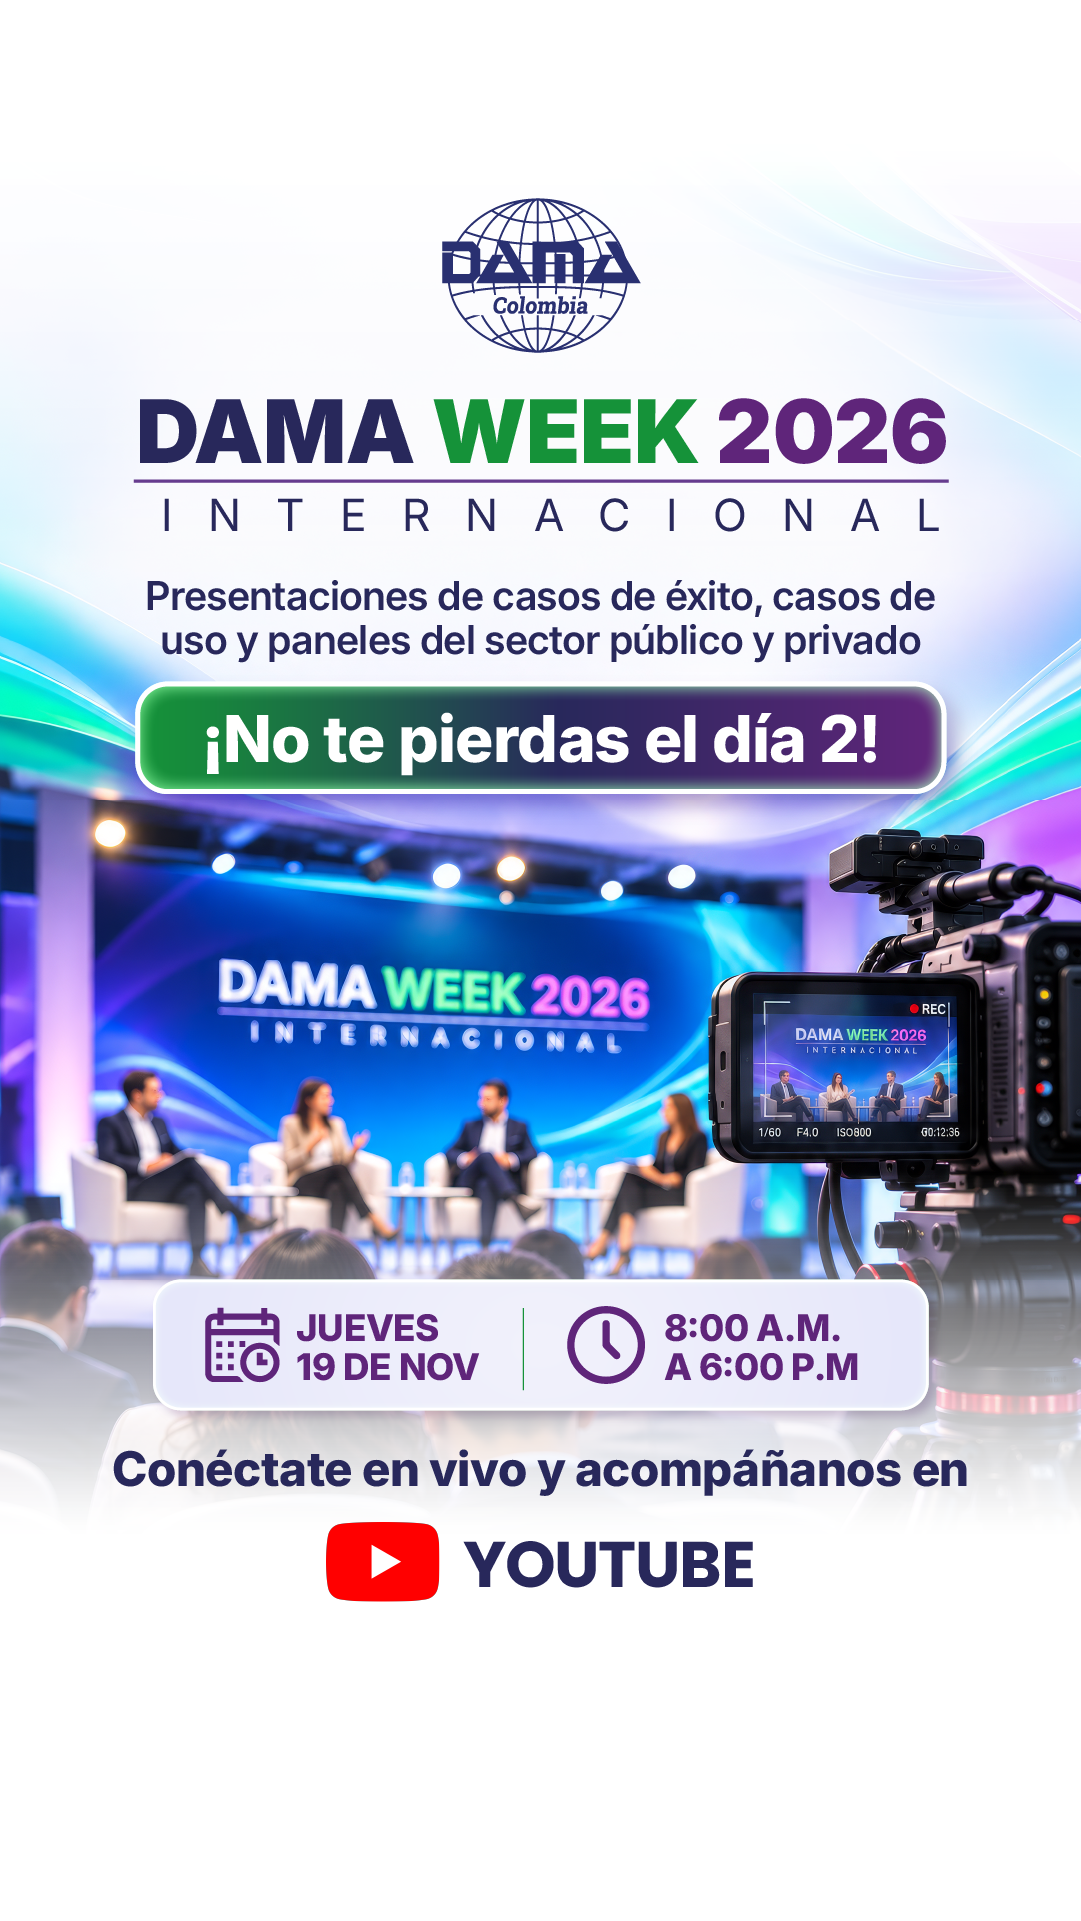 DAMA
Colombia
DAMA WEEK 2026
INTERNACIONAL
Presentaciones de casos de éxito, casos de
uso y paneles del sector público y privado
¡No te pierdas el día 2!
DAMA WEEK 2026
INTERNACIONAL
REC
DAMA WEEK 2026
INTERNACIONAL
1/60 F4.0 ISO800 00:12:36
JUEVES
19 DE NOV
8:00 A.M.
A 6:00 P.M
Conéctate en vivo y acompáñanos en
YOUTUBE